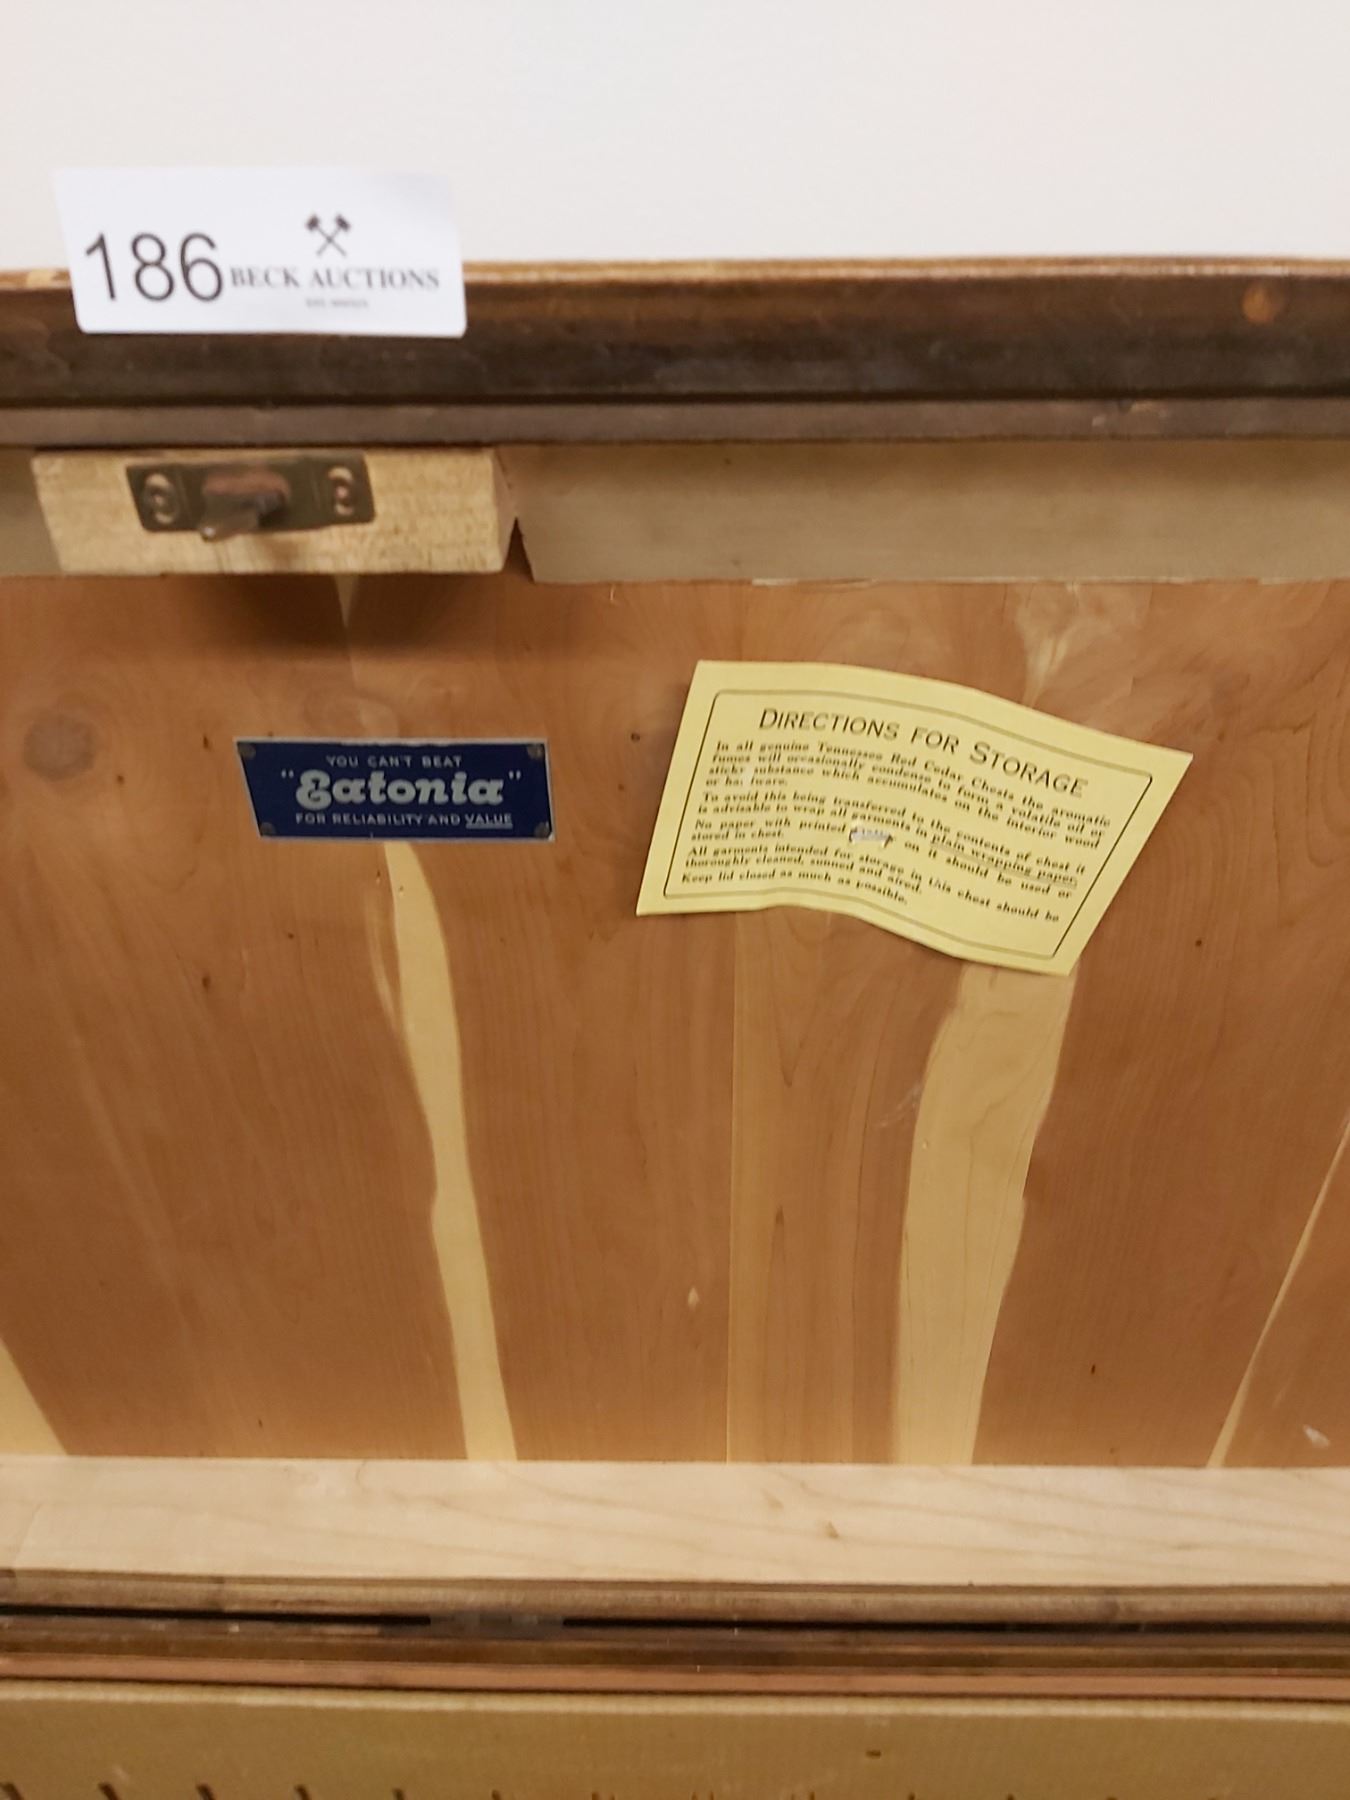 186
BECK AUCTIONS
YOU CAN'T BEAT
"Eatonia"
FOR RELIABILITY AND VALUE
DIRECTIONS FOR STORAGE
In all genuine Tennessee Red Cedar Chests the aromatic
fumes will occasionally condense to form a volatile oil or
sticky substance which accumulates on the interior wood
or ware.
To avoid this being transferred to the contents of chest it
is advisable to wrap all garments in plain wrapping paper.
No paper with printed on it should be used or
stored in chest.
All garments intended for storage in this chest should be
thoroughly cleaned, sunned and aired.
Keep lid closed as much as possible.